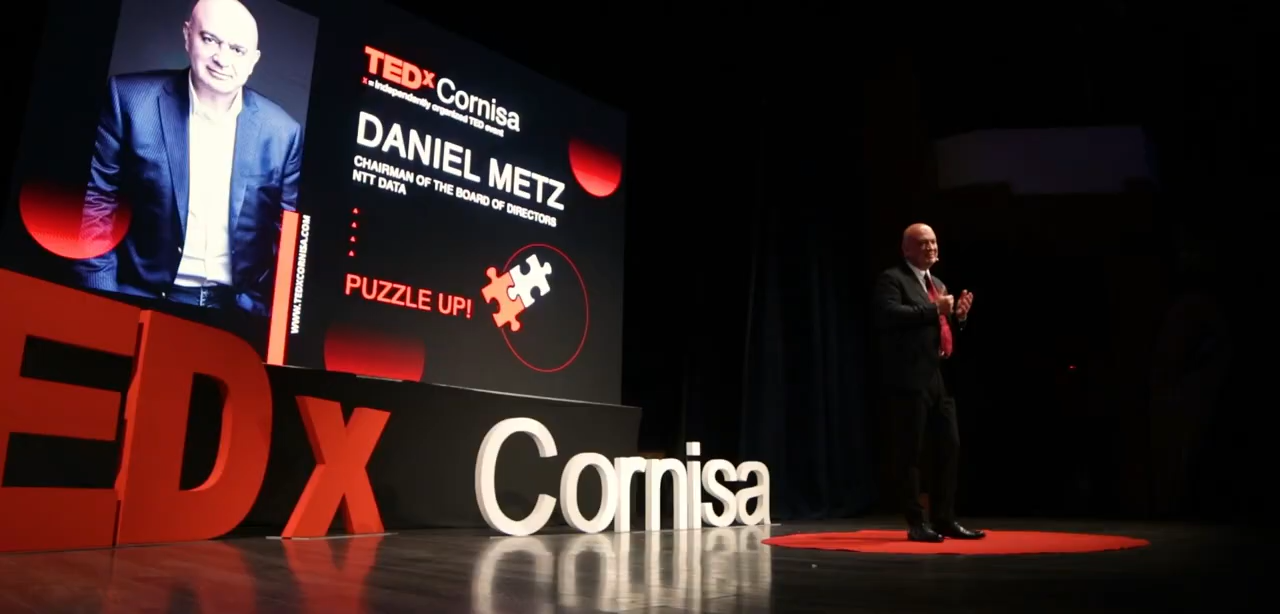 TEDx Cornisa
x = independently organized TED event
DANIEL METZ
CHAIRMAN OF THE BOARD OF DIRECTORS
NTT DATA
PUZZLE UP!
WWW.TEDXCORNISA.COM
EDx Cornisa